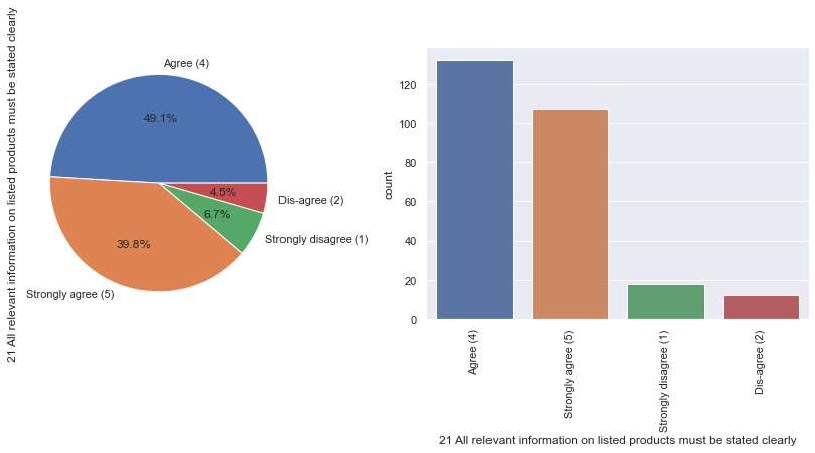 21 All relevant information on listed products must be stated clearly
Agree (4)
49.1%
4.5%
Dis-agree (2)
6.7%
Strongly disagree (1)
39.8%
Strongly agree (5)
count
120
100
80
60
40
20
0
Agree (4)
Strongly agree (5)
Strongly disagree (1)
Dis-agree (2)
21 All relevant information on listed products must be stated clearly